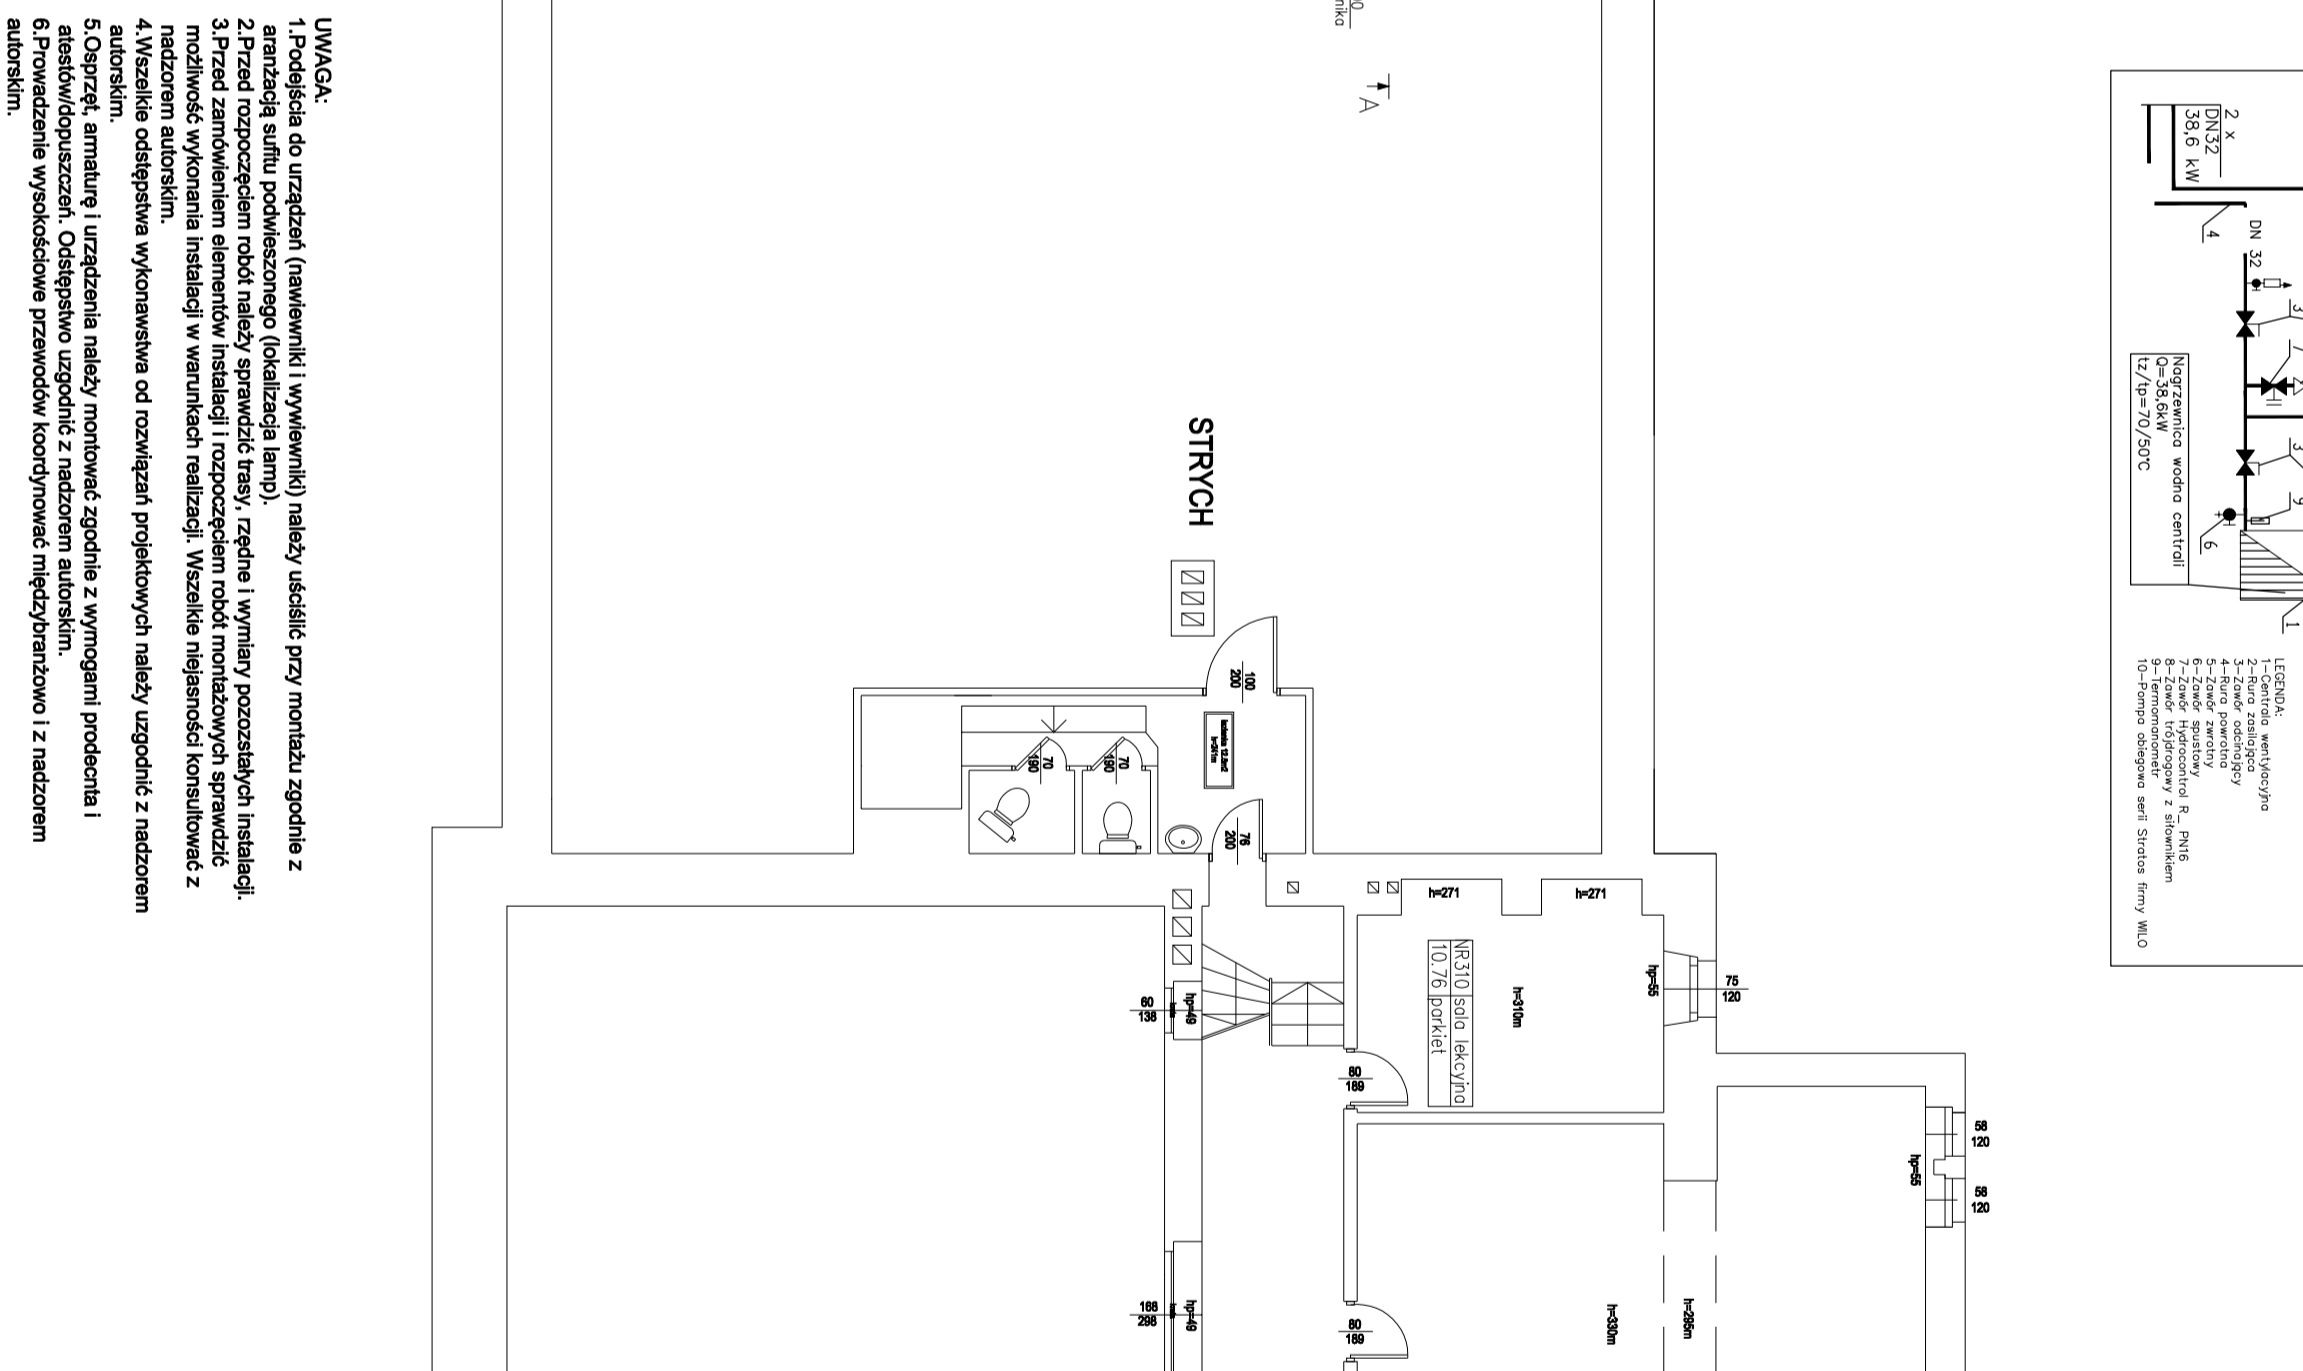 2 x
DN32
38,6 kW
4
DN 32
3
7
3
9
6
1
Nagrzewnica wodna centrali
Q=38,6kW
tz/tp=70/50°C
LEGENDA:
1-Centrala wentylacyjna
2-Rura zasilająca
3-Zawór odcinający
4-Rura powrotna
5-Zawór zwrotny
6-Zawór spustowy
7-Zawór Hydrocontrol R_ PN16
8-Zawór trójdrogowy z siłownikiem
9-Termomanometr
10-Pompa obiegowa serii Stratos firmy WILO
A
STRYCH
100
200
łazienka 12.8m2
h=241m
70
190
70
190
76
200
h=271
h=271
NR310 sala lekcyjna
10.76 parkiet
h=310m
hp=55
75
120
hp=49
60
138
80
189
58
120
hp=55
58
120
hp=49
168
298
80
189
h=330m
h=295m
UWAGA:
1.Podejścia do urządzeń (nawiewniki i wywiewniki) należy uściślić przy montażu zgodnie z
aranżacją sufitu podwieszonego (lokalizacja lamp).
2.Przed rozpoczęciem robót należy sprawdzić trasy, rzędne i wymiary pozozstałych instalacji.
3.Przed zamówieniem elementów instalacji i rozpoczęciem robót montażowych sprawdzić
możliwość wykonania instalacji w warunkach realizacji. Wszelkie niejasności konsultować z
nadzorem autorskim.
4.Wszelkie odstępstwa wykonawstwa od rozwiązań projektowych należy uzgodnić z nadzorem
autorskim.
5.Osprzęt, armaturę i urządzenia należy montować zgodnie z wymogami prodecnta i
atestów/dopuszczeń. Odstępstwo uzgodnić z nadzorem autorskim.
6.Prowadzenie wysokościowe przewodów koordynować międzybranżowo i z nadzorem
autorskim.